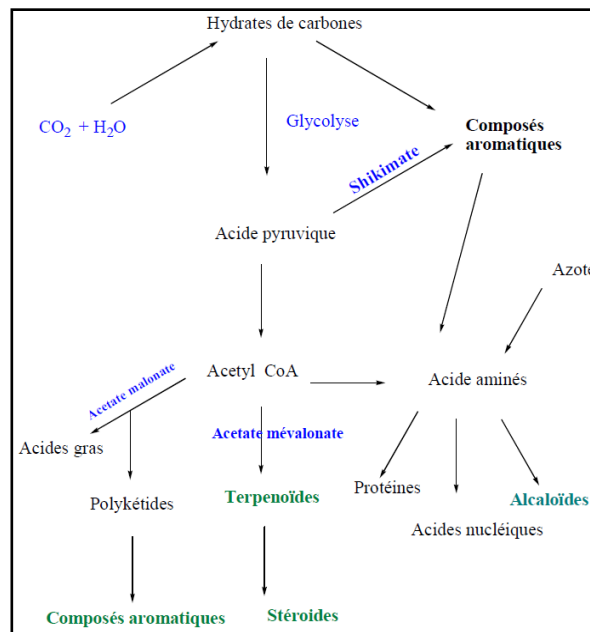 Hydrates de carbones
CO₂ + H₂O
Glycolyse
Composés
aromatiques
Shikimate
Acide pyruvique
Azote
Acetyl CoA
Acide aminés
Acetate malonate
Acides gras
Acetate mévalonate
Polykétides
Terpenoïdes
Protéines
Acides nucléiques
Alcaloïdes
Composés aromatiques
Stéroides